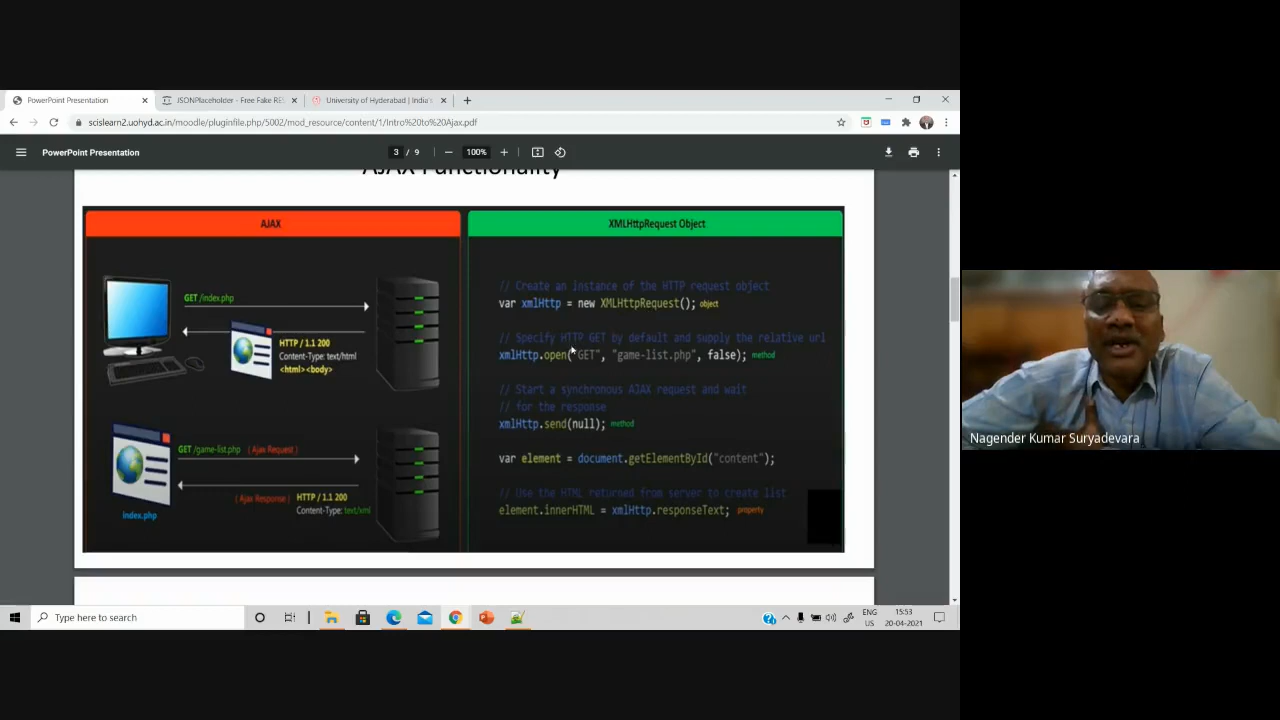 PowerPoint Presentation
JSONPlaceholder - Free Fake RES
University of Hyderabad | India's
scislearn2.uohyd.ac.in/moodle/pluginfile.php/5002/mod_resource/content/1/Intro%20to%20Ajax.pdf
PowerPoint Presentation
3 / 9
100%
AJAX Functionality
AJAX
XMLHttpRequest Object
GET /index.php
HTTP / 1.1 200
Content-Type: text/html
<html><body>
GET /game-list.php ( Ajax Request )
( Ajax Response ) HTTP / 1.1 200
Content-Type: text/xml
index.php
// Create an instance of the HTTP request object
var xmlHttp = new XMLHttpRequest(); object
// Specify HTTP GET by default and supply the relative url
xmlHttp.open("GET", "game-list.php", false); method
// Start a synchronous AJAX request and wait
// for the response
xmlHttp.send(null); method
var element = document.getElementById("content");
// Use the HTML returned from server to create list
element.innerHTML = xmlHttp.responseText; property
Nagender Kumar Suryadevara
Type here to search
ENG
US
15:53
20-04-2021